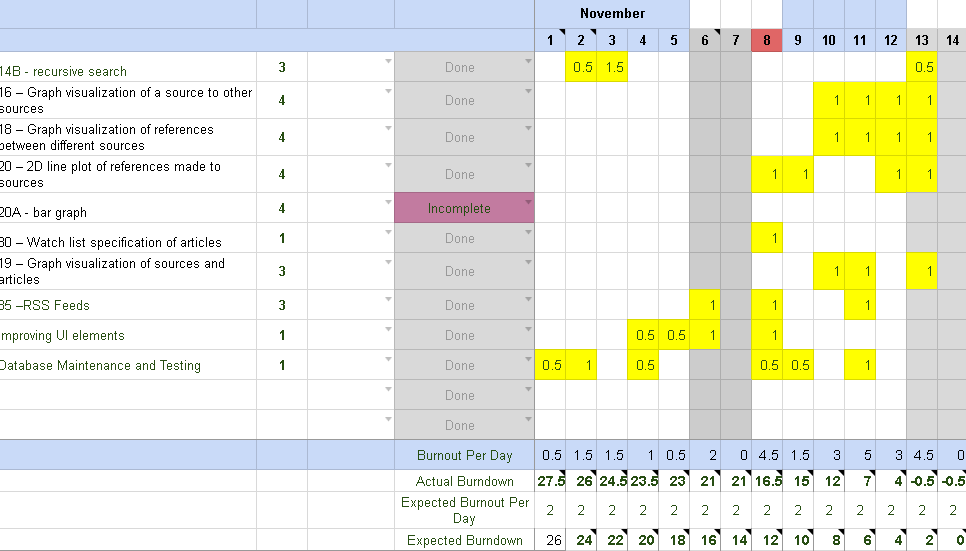 November
1 2 3 4 5 6 7 8 9 10 11 12 13 14
14B - recursive search 3 Done 0.5 1.5 0.5
16 – Graph visualization of a source to other
sources 4 Done 1 1 1 1
18 – Graph visualization of references
between different sources 4 Done 1 1 1 1
20 – 2D line plot of references made to
sources 4 Done 1 1 1 1
20A - bar graph 4 Incomplete
30 – Watch list specification of articles 1 Done 1
19 – Graph visualization of sources and
articles 3 Done 1 1 1
35 –RSS Feeds 3 Done 1 1 1
Improving UI elements 1 Done 0.5 0.5 1 1
Database Maintenance and Testing 1 Done 0.5 1 0.5 0.5 0.5 1
Done
Done
Burnout Per Day 0.5 1.5 1.5 1 0.5 2 0 4.5 1.5 3 5 3 4.5 0
Actual Burndown 27.5 26 24.5 23.5 23 21 21 16.5 15 12 7 4 -0.5 -0.5
Expected Burnout Per
Day 2 2 2 2 2 2 2 2 2 2 2 2 2 2
Expected Burndown 26 24 22 20 18 16 14 12 10 8 6 4 2 0